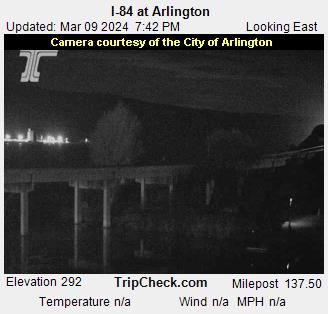 I-84 at Arlington
Updated: Mar 09 2024 7:42 PM Looking East
Camera courtesy of the City of Arlington
Elevation 292 TripCheck.com Milepost 137.50
Temperature n/a Wind n/a MPH n/a